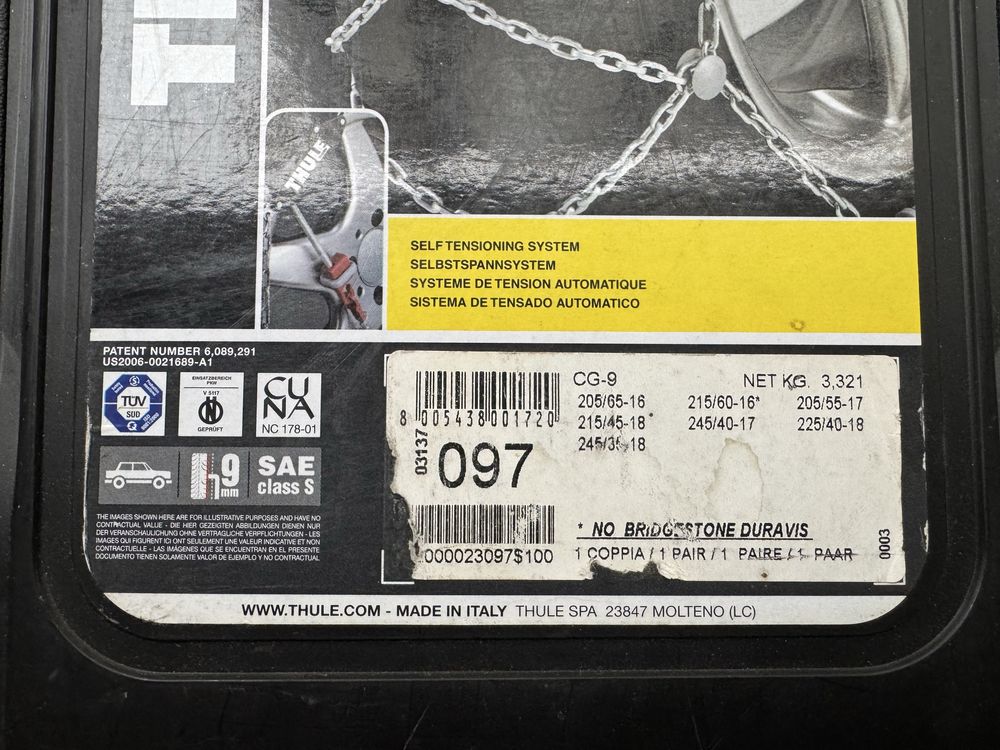 THULE
SELF TENSIONING SYSTEM
SELBSTSPANNSYSTEM
SYSTEME DE TENSION AUTOMATIQUE
SISTEMA DE TENSADO AUTOMATICO
PATENT NUMBER 6,089,291
US2006-0021689-A1
TÜV
SÜD
EINSATZBEREICH
PKW
V 5117
GEPRÜFT
CU
NA
NC 178-01
9
mm
SAE
class S
THE IMAGES SHOWN HERE ARE FOR ILLUSTRATIVE PURPOSES AND HAVE NO
CONTRACTUAL VALUE - DIE HIER GEZEIGTEN ABBILDUNGEN DIENEN NUR
DER VERANSCHAULICHUNG OHNE VERTRAGLICHE VERPFLICHTUNGEN - LES
IMAGES QUI FIGURENT ICI ONT SEULEMENT UNE VALEUR INDICATIVE ET NON
CONTRACTUELLE - LAS IMÁGENES QUE SE ENCUENTRAN EN EL PRESENTE
DOCUMENTO TIENEN SOLAMENTE VALOR DE EJEMPLO Y NO CONTRACTUAL
8 005438 001720
03137
097
CG-9 NET KG. 3,321
205/65-16 215/60-16* 205/55-17
215/45-18 245/40-17 225/40-18
245/35-18
* NO BRIDGESTONE DURAVIS
000023097$100
1 COPPIA / 1 PAIR / 1 PAIRE / 1 PAAR
0003
WWW.THULE.COM - MADE IN ITALY THULE SPA 23847 MOLTENO (LC)